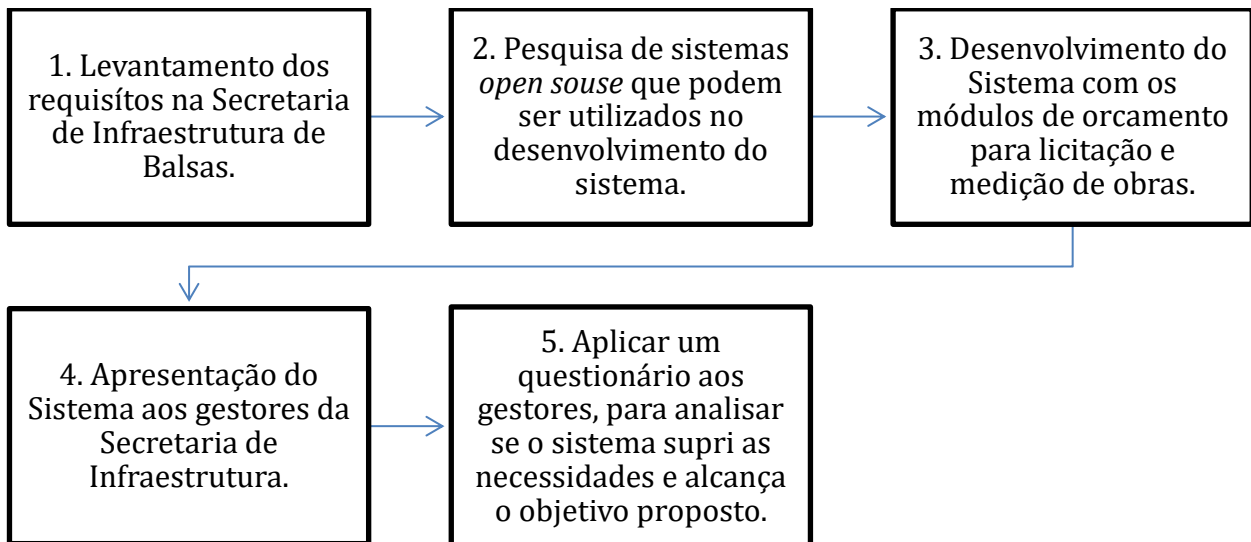 1. Levantamento dos
requisítos na Secretaria
de Infraestrutura de
Balsas.
2. Pesquisa de sistemas
open souse que podem
ser utilizados no
desenvolvimento do
sistema.
3. Desenvolvimento do
Sistema com os
módulos de orcamento
para licitação e
medição de obras.
4. Apresentação do
Sistema aos gestores da
Secretaria de
Infraestrutura.
5. Aplicar um
questionário aos
gestores, para analisar
se o sistema supri as
necessidades e alcança
o objetivo proposto.